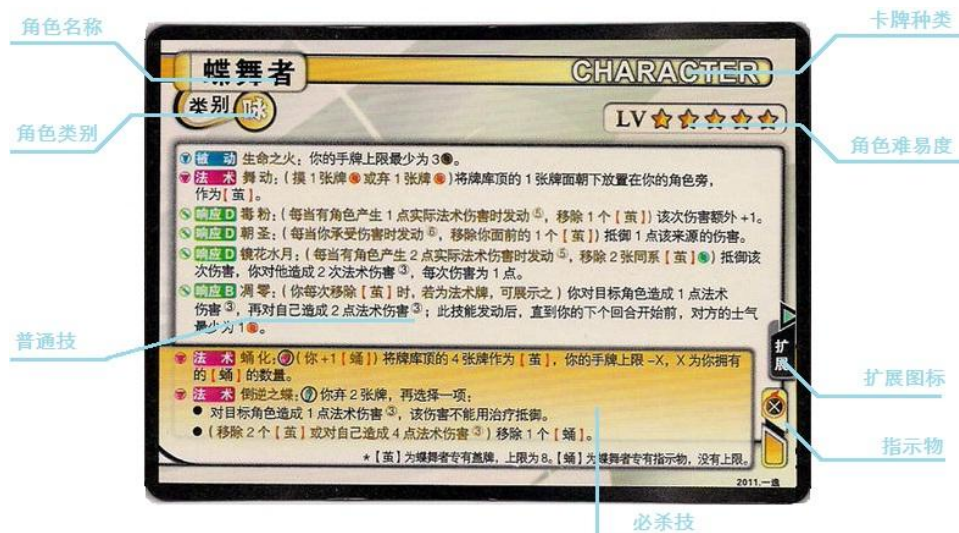 角色名称
卡牌种类
蝶舞者
CHARACTER
类别 咏
角色类别
LV
角色难易度
被 动 生命之火：你的手牌上限最少为3。
法 术 舞动：（摸1张牌或弃1张牌）将牌库顶的1张牌面朝下放置在你的角色旁，
作为【茧】。
响应D 毒粉：（每当有角色产生1点实际法术伤害时发动⑤，移除1个【茧】）该次伤害额外+1。
响应D 朝圣：（每当你承受伤害时发动⑥，移除你面前的1个【茧】）抵御1点该来源的伤害。
响应D 镜花水月：（每当有角色产生2点实际法术伤害时发动⑤，移除2张同系【茧】）抵御该
次伤害，你对他造成2次法术伤害③，每次伤害为1点。
响应B 凋零：（你每次移除【茧】时，若为法术牌，可展示之）你对目标角色造成1点法术
伤害③，再对自己造成2点法术伤害③；此技能发动后，直到你的下个回合开始前，对方的士气
最少为1。
普通技
扩展
法 术 蛹化：（你+1【蛹】）将牌库顶的4张牌作为【茧】，你的手牌上限-X，X为你拥有
的【蛹】的数量。
扩展图标
法 术 倒逆之蝶：你弃2张牌，再选择一项：
● 对目标角色造成1点法术伤害③，该伤害不能用治疗抵御。
●（移除2个【茧】或对自己造成4点法术伤害③）移除1个【蛹】。
指示物
★【茧】为蝶舞者专有盖牌，上限为8。【蛹】为蝶舞者专有指示物，没有上限。
2011.一逸
必杀技